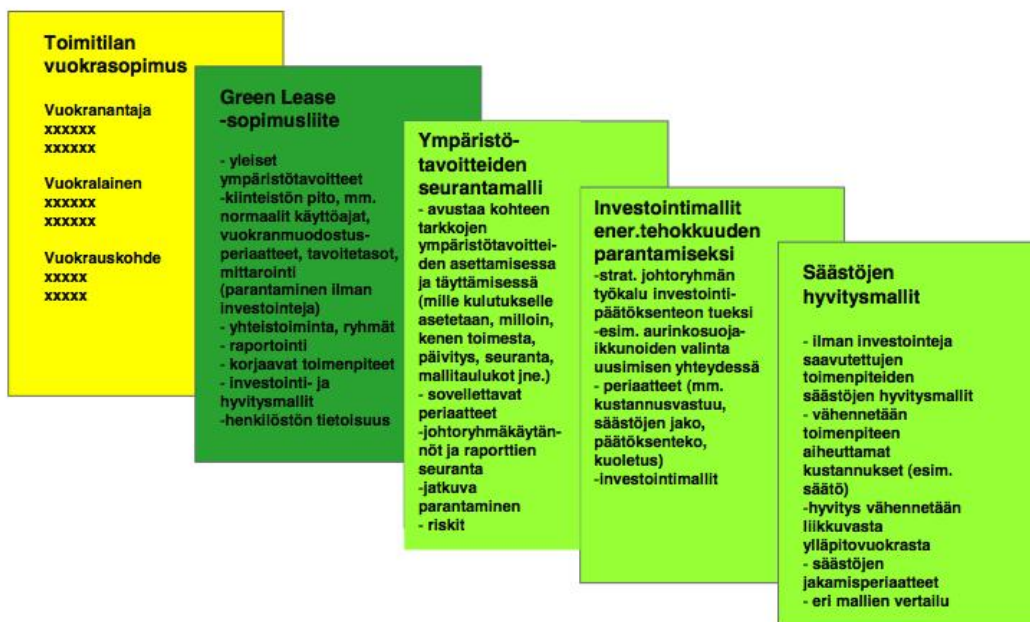 Toimitilan
vuokrasopimus
Vuokranantaja
xxxxxx
xxxxxx
Vuokralainen
xxxxxx
xxxxxx
Vuokrauskohde
xxxxx
xxxxx
Green Lease
-sopimusliite
- yleiset
ympäristötavoitteet
-kiinteistön pito, mm.
normaalit käyttöajat,
vuokranmuodostus-
periaatteet, tavoitetasot,
mittarointi
(parantaminen ilman
investointeja)
- yhteistoiminta, ryhmät
- raportointi
- korjaavat toimenpiteet
- investointi- ja
hyvitysmallit
-henkilöstön tietoisuus
Ympäristö-
tavoitteiden
seurantamalli
- avustaa kohteen
tarkkojen
ympäristötavoittei-
den asettamisessa
ja täyttämisessä
(mille kulutukselle
asetetaan, milloin,
kenen toimesta,
päivitys, seuranta,
mallitaulukot jne.)
- sovellettavat
periaatteet
-johtoryhmäkäytän-
nöt ja raporttien
seuranta
-jatkuva
parantaminen
- riskit
Investointimallit
ener.tehokkuuden
parantamiseksi
-strat. johtoryhmän
työkalu investointi-
päätöksenteon tueksi
-esim. aurinkosuoja-
ikkunoiden valinta
uusimisen yhteydessä
- periaatteet (mm.
kustannusvastuu,
säästöjen jako,
päätöksenteko,
kuoletus)
-investointimallit
Säästöjen
hyvitysmallit
- ilman investointeja
saavutettujen
toimenpiteiden
säästöjen hyvitysmallit
- vähennetään
toimenpiteen
aiheuttamat
kustannukset (esim.
säätö)
-hyvitys vähennetään
liikkuvasta
ylläpitovuokrasta
- säästöjen
jakamisperiaatteet
- eri mallien vertailu